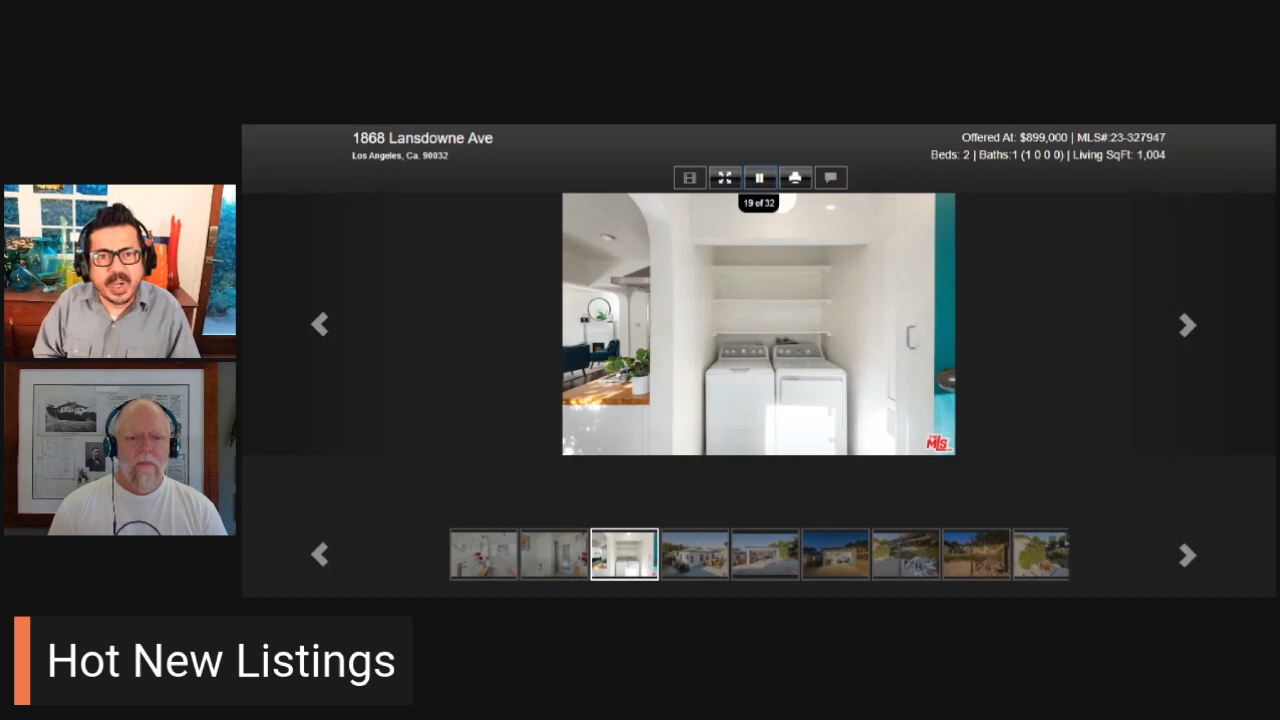 1868 Lansdowne Ave
Los Angeles, Ca. 90032
Offered At: $899,000 | MLS#:23-327947
Beds: 2 | Baths:1 (1 0 0 0) | Living SqFt: 1,004
19 of 32
THE
MLS
Hot New Listings